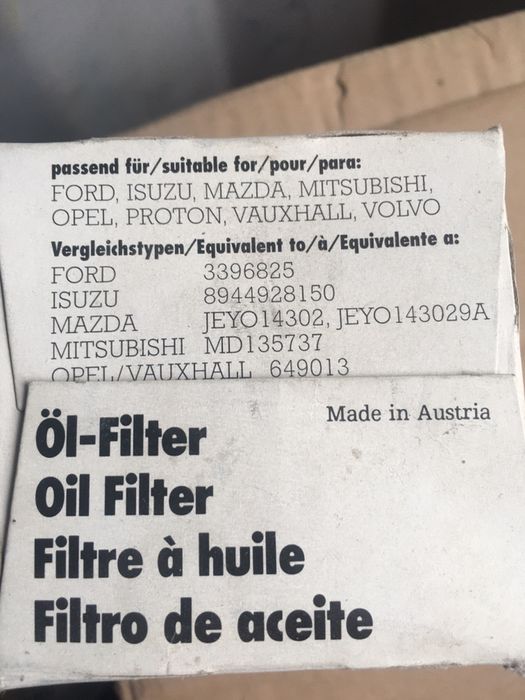 passend für/suitable for/pour/para:
FORD, ISUZU, MAZDA, MITSUBISHI,
OPEL, PROTON, VAUXHALL, VOLVO
Vergleichstypen/Equivalent to/à/Equivalente a:
FORD 3396825
ISUZU 8944928150
MAZDA JEYO14302, JEYO143029A
MITSUBISHI MD135737
OPEL/VAUXHALL 649013
Made in Austria
Öl-Filter
Oil Filter
Filtre à huile
Filtro de aceite